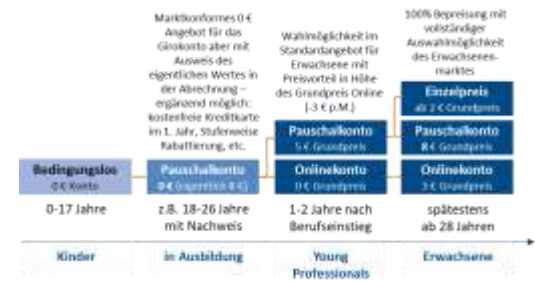 Marktkonformes 0 €
Angebot für das
Girokonto aber mit
Ausweis des
eigentlichen Wertes in
der Abrechnung –
ergänzend möglich:
kostenfreie Kreditkarte
im 1. Jahr, Stufenweise
Rabattierung, etc.
Wahlmöglichkeit im
Standardangebot für
Erwachsene mit
Preisvorteil in Höhe
des Grundpreis Online
(-3 € p.M.)
100% Bepreisung mit
vollständiger
Auswahlmöglichkeit
des Erwachsenen-
marktes
Einzelpreis
ab 2 € Grundpreis
Pauschalkonto
5 € Grundpreis
Pauschalkonto
8 € Grundpreis
Bedingungslos
0 € Konto
Pauschalkonto
0 € (eigentlich 8 €)
Onlinekonto
0 € Grundpreis
Onlinekonto
3 € Grundpreis
0-17 Jahre
z.B. 18-26 Jahre
mit Nachweis
1-2 Jahre nach
Berufseinstieg
spätestens
ab 28 Jahren
Kinder
in Ausbildung
Young
Professionals
Erwachsene